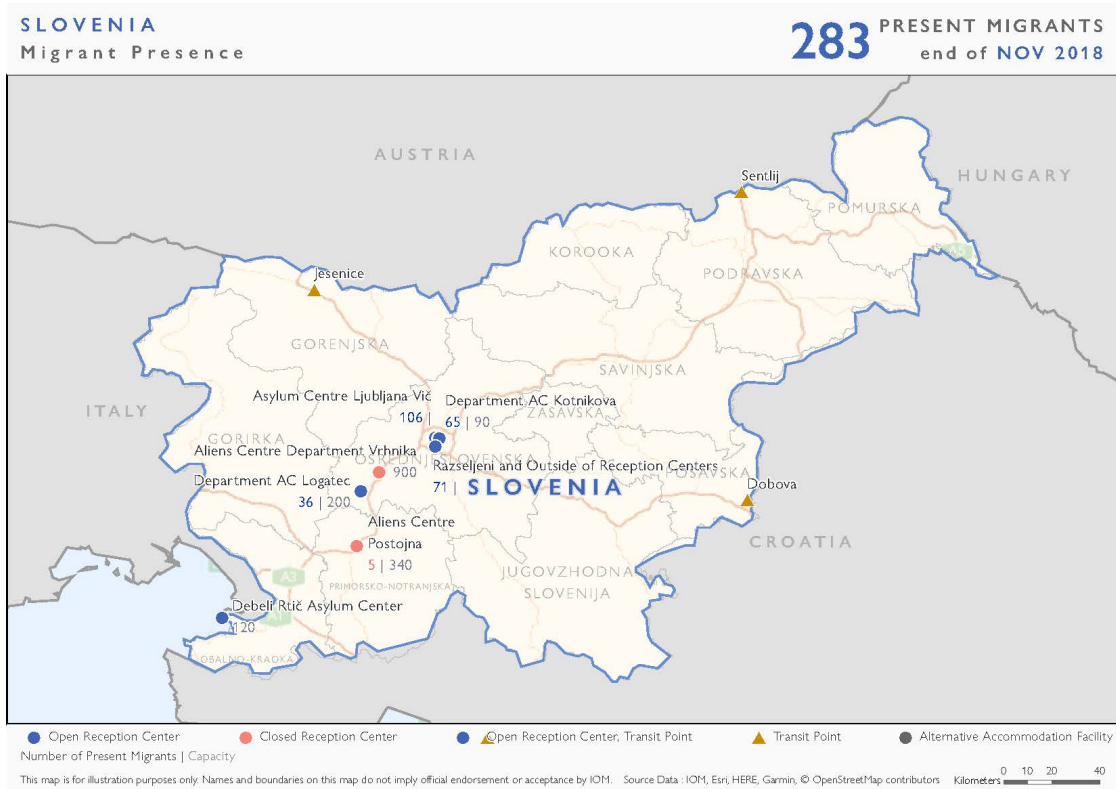 SLOVENIA
Migrant Presence
283 PRESENT MIGRANTS
end of NOV 2018
AUSTRIA
HUNGARY
Sentlij
POMURSKA
KOROOKA
PODRAVSKA
A5
Jesenice
GORENJSKA
SAVINJSKA
ITALY
Asylum Centre Ljubljana Vič
106 |
Department AC Kotnikova
65 | 90
ZASAVSKA
GORIRKA
Aliens Centre Department Vrhnika
OSREDNJESLOVENSKA
900
Razseljeni and Outside of Reception Centers
71 |
POSAVSKA
SLOVENIA
Department AC Logatec
36 | 200
Dobova
Aliens Centre
Postojna
5 | 340
CROATIA
A3
PRIMORSKO-NOTRANJSKA
JUGOVZHODNA
SLOVENIJA
Debeli Rtič Asylum Center
120
A1
OBALNO-KRAOKA
Open Reception Center
Closed Reception Center
Open Reception Center, Transit Point
Transit Point
Alternative Accommodation Facility
Number of Present Migrants | Capacity
This map is for illustration purposes only. Names and boundaries on this map do not imply official endorsement or acceptance by IOM. Source Data : IOM, Esri, HERE, Garmin, © OpenStreetMap contributors
Kilometers 0 10 20 40